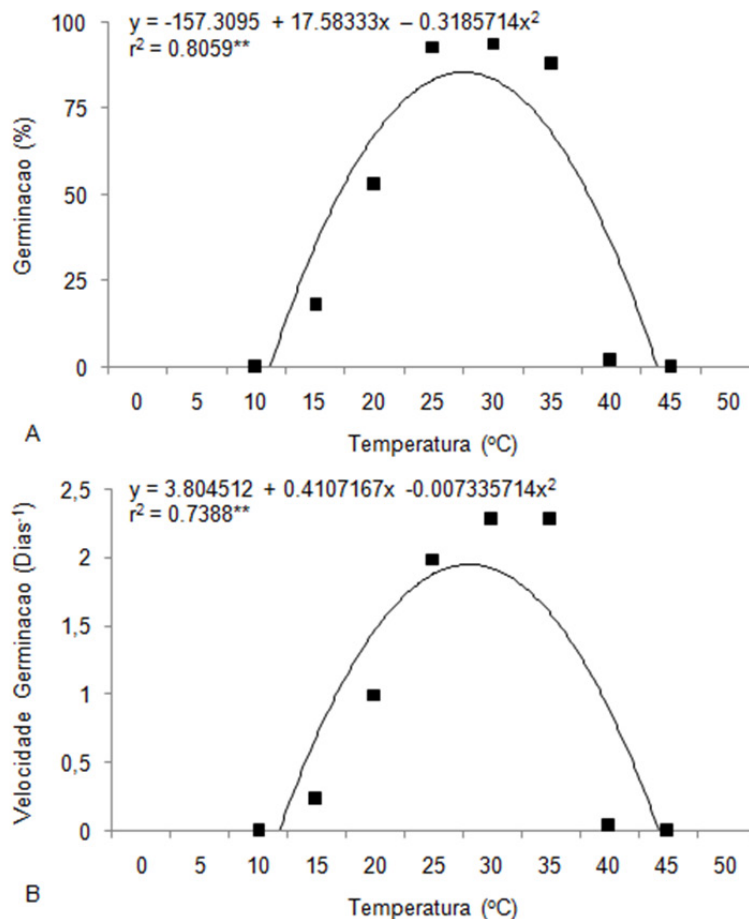 y = -157.3095 + 17.58333x – 0.3185714x²
r² = 0.8059**
100
75
50
25
0
Germinacao (%)
0 5 10 15 20 25 30 35 40 45 50
A
Temperatura (ºC)
y = 3.804512 + 0.4107167x -0.007335714x²
r² = 0.7388**
2,5
2
1,5
1
0,5
0
Velocidade Germinacao (Dias⁻¹)
0 5 10 15 20 25 30 35 40 45 50
B
Temperatura (ºC)